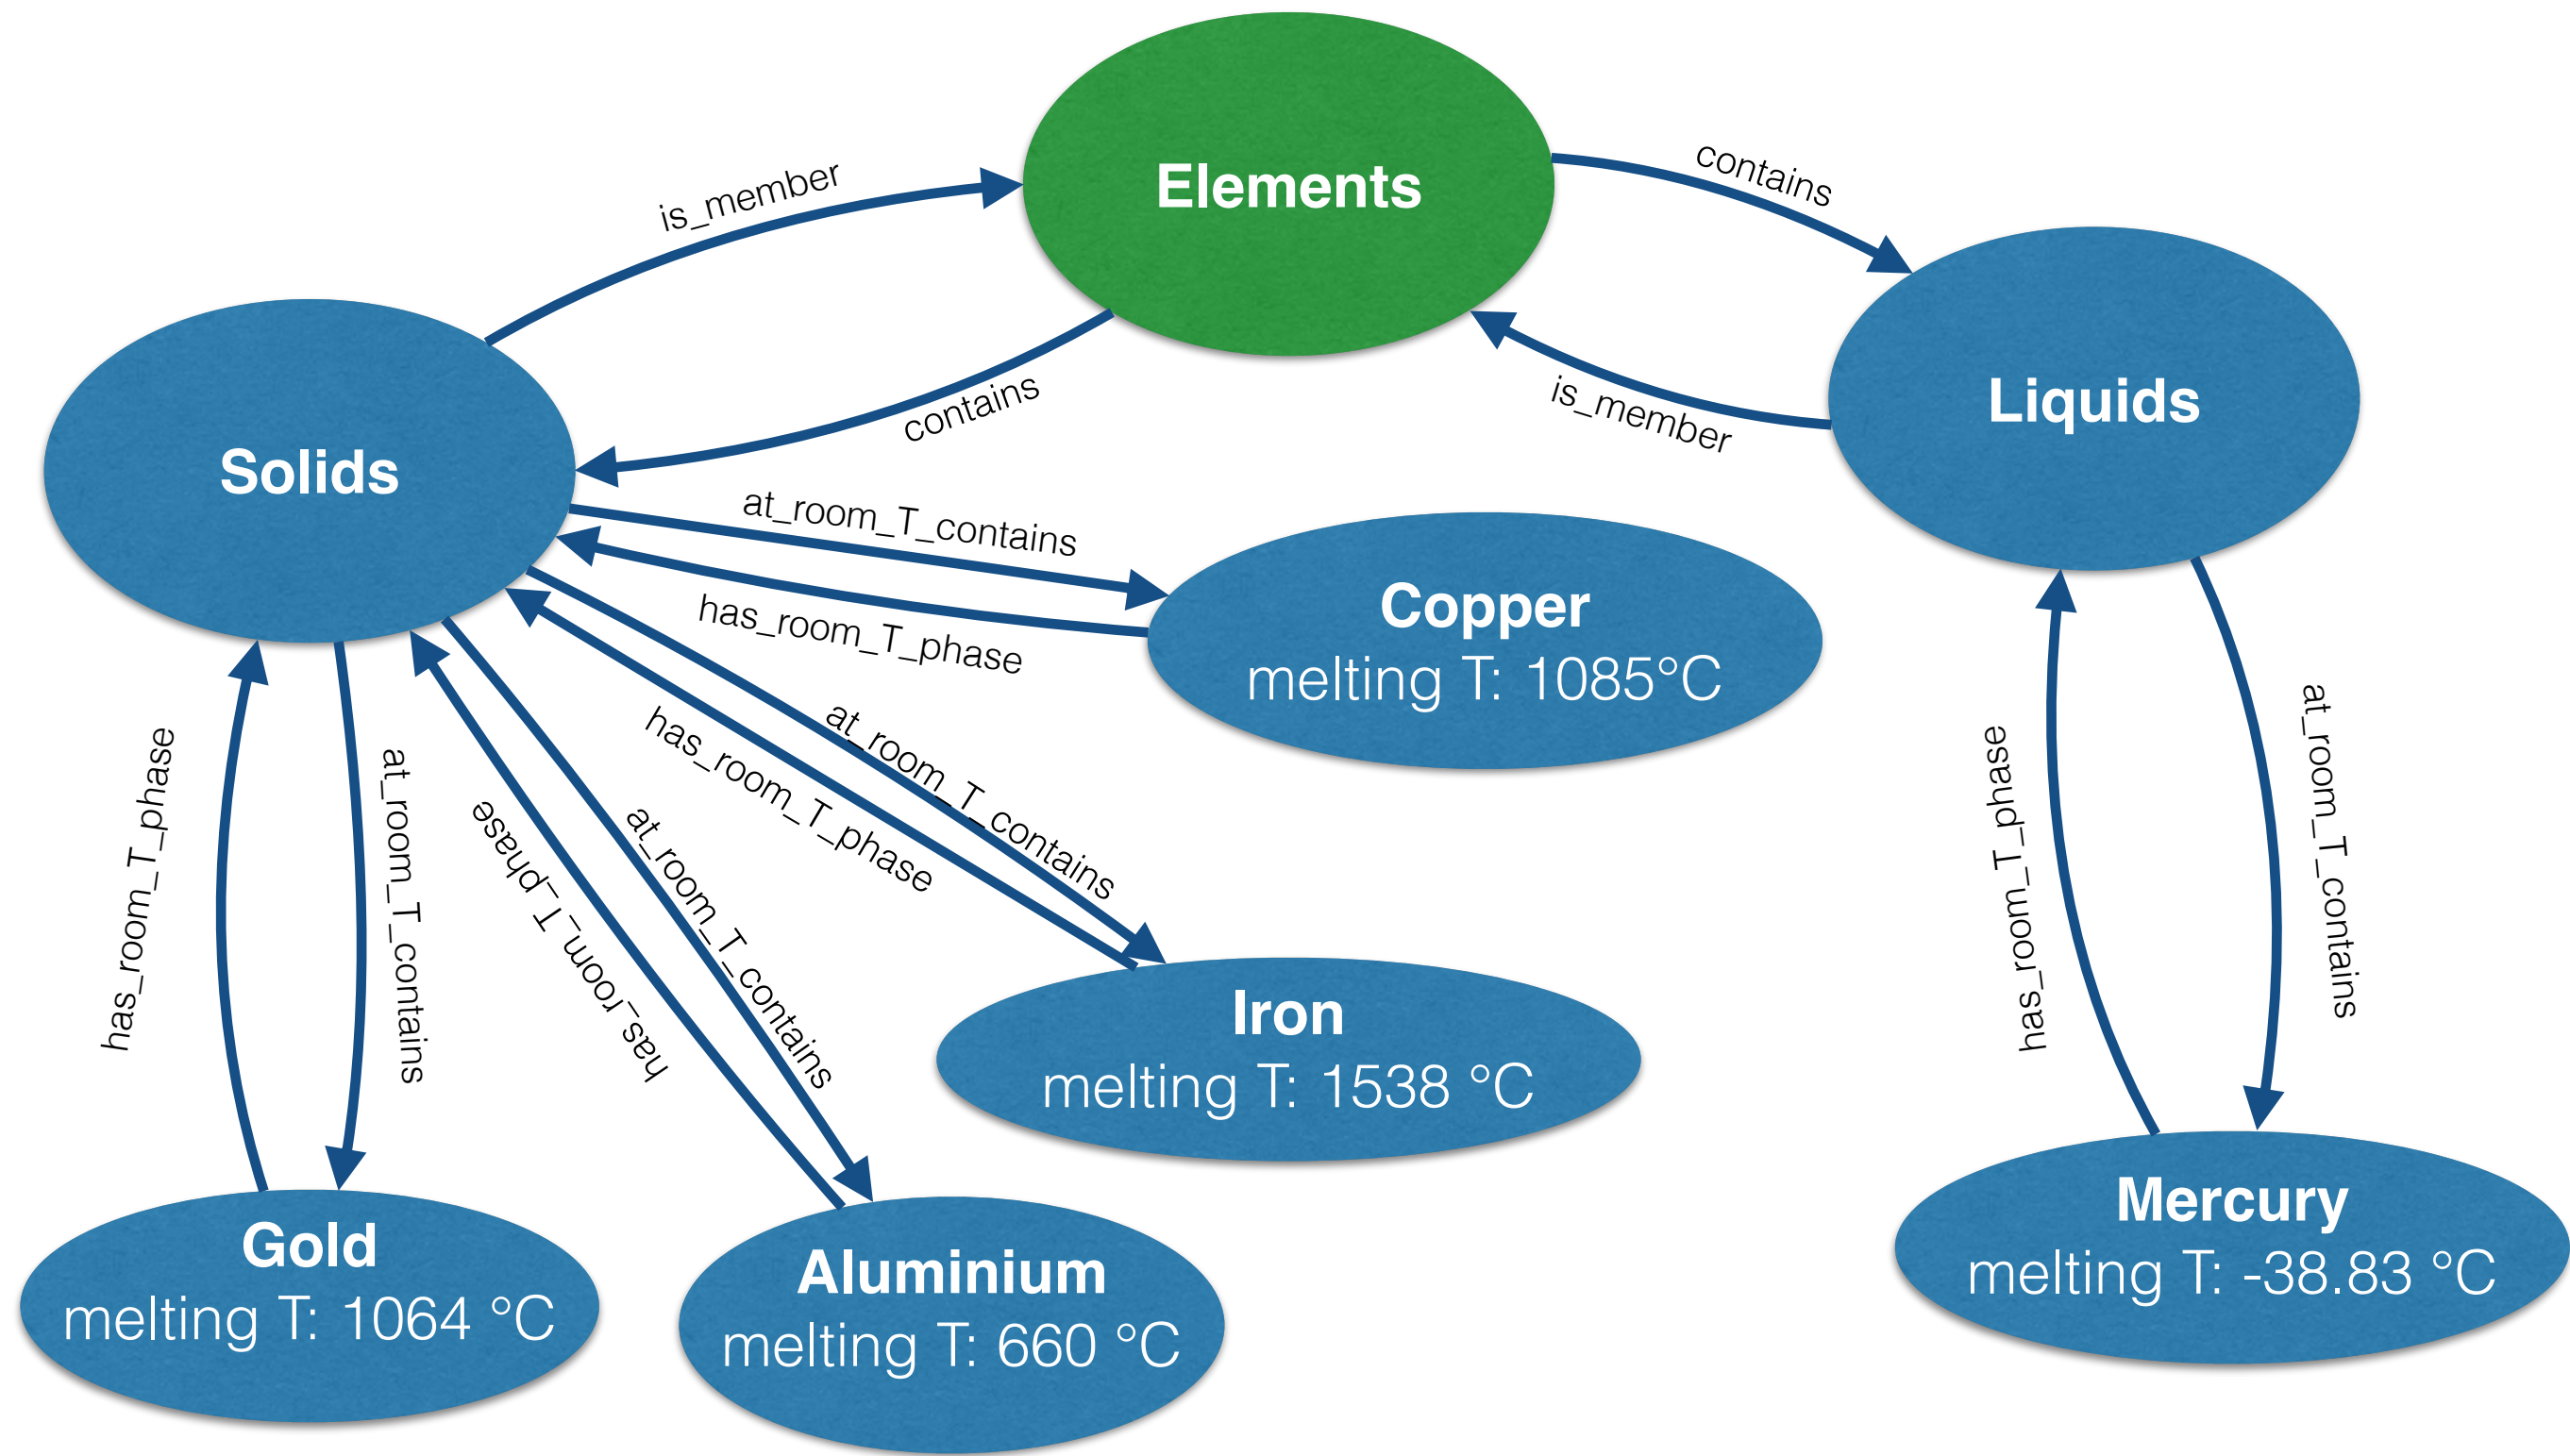 Elements
is_member
contains
contains
is_member
Solids
Liquids
at_room_T_contains
has_room_T_phase
Copper
melting T: 1085°C
at_room_T_contains
has_room_T_phase
has_room_T_phase
at_room_T_contains
has_room_T_phase
at_room_T_contains
has_room_T_phase
at_room_T_contains
Iron
melting T: 1538 °C
Gold
melting T: 1064 °C
Aluminium
melting T: 660 °C
Mercury
melting T: -38.83 °C